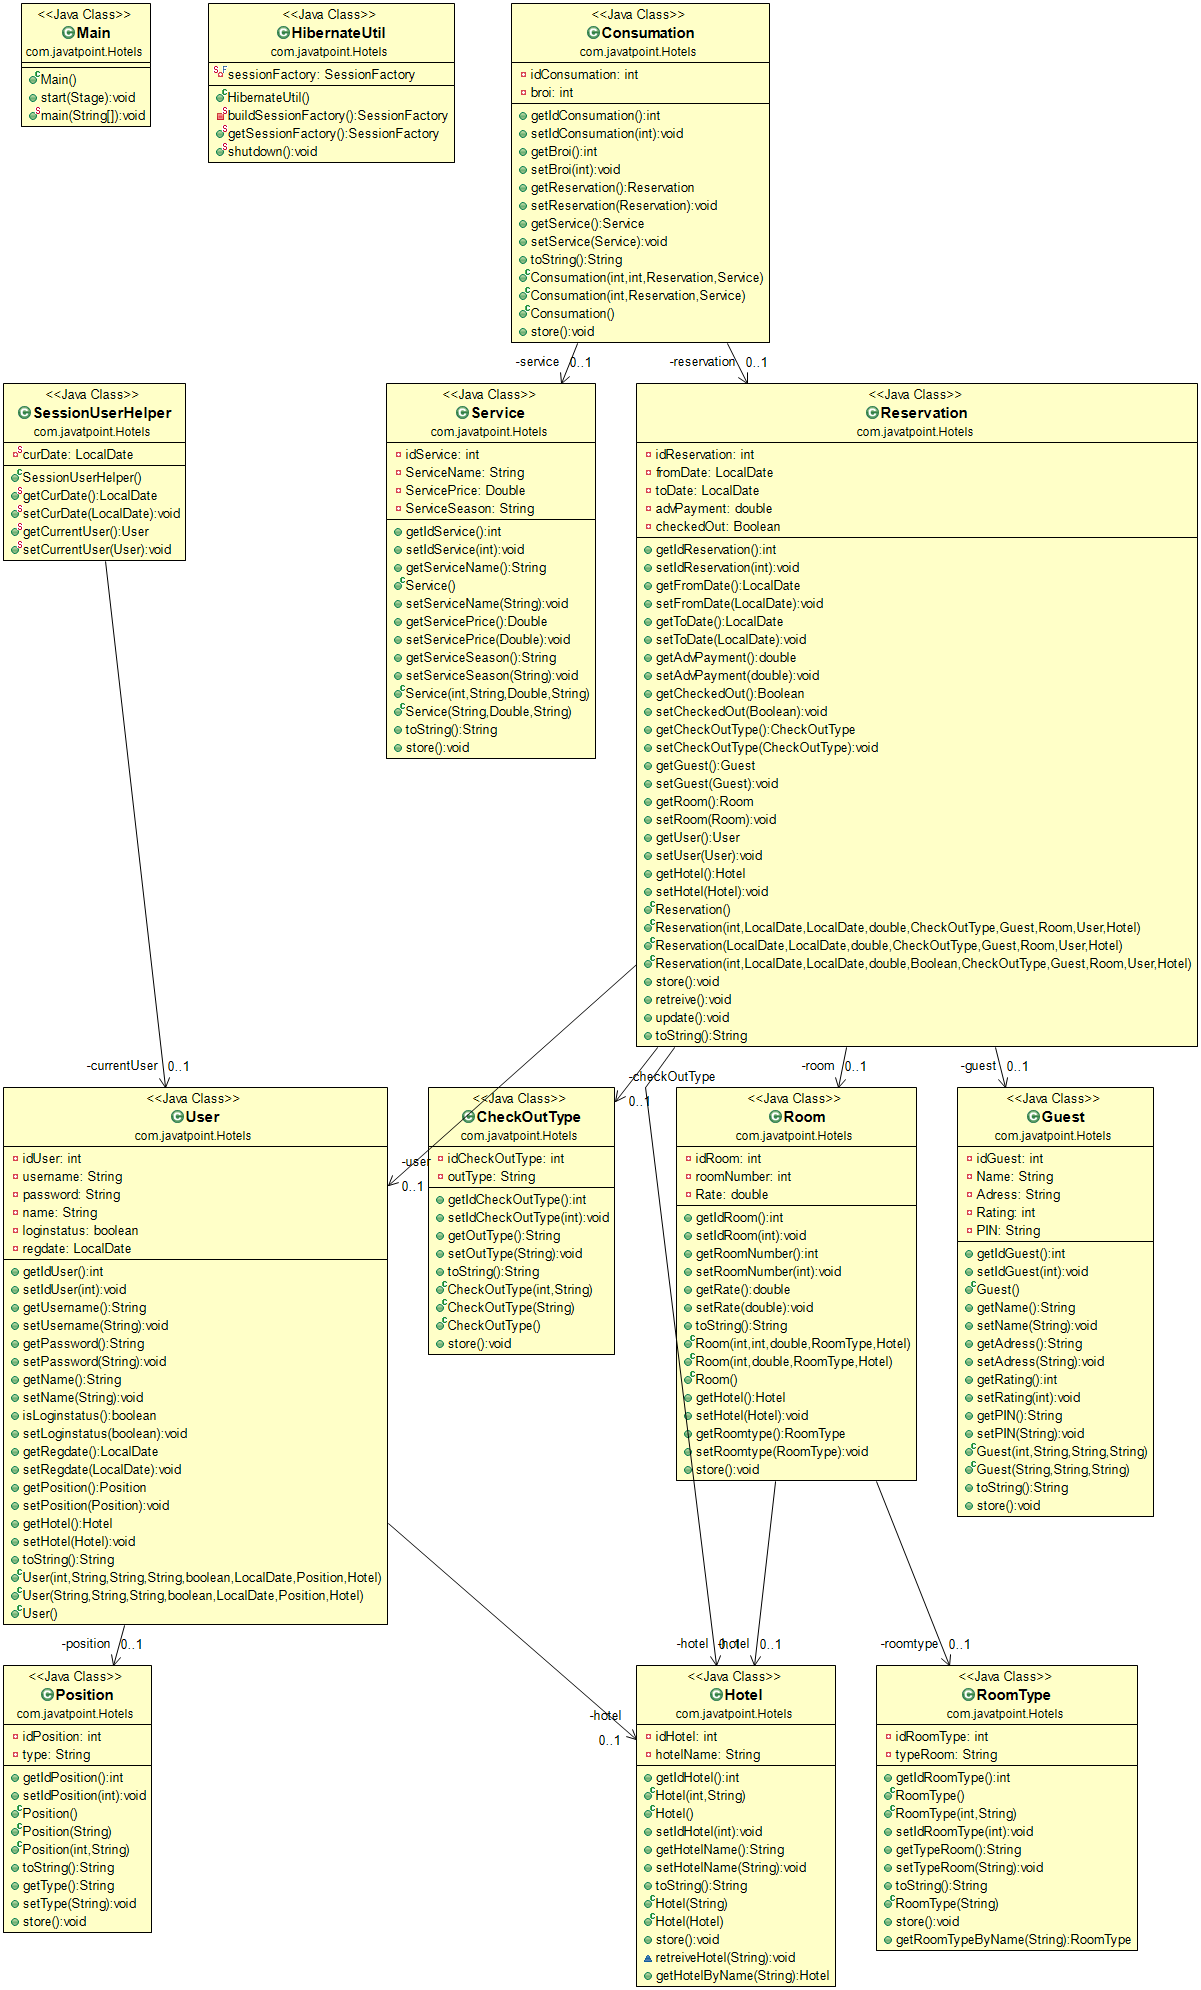 <<Java Class>>
Main
com.javatpoint.Hotels
Main()
start(Stage):void
main(String[]):void
<<Java Class>>
HibernateUtil
com.javatpoint.Hotels
sessionFactory: SessionFactory
HibernateUtil()
buildSessionFactory():SessionFactory
getSessionFactory():SessionFactory
shutdown():void
<<Java Class>>
Consumation
com.javatpoint.Hotels
idConsumation: int
broi: int
getIdConsumation():int
setIdConsumation(int):void
getBroi():int
setBroi(int):void
getReservation():Reservation
setReservation(Reservation):void
getService():Service
setService(Service):void
toString():String
Consumation(int,int,Reservation,Service)
Consumation(int,Reservation,Service)
Consumation()
store():void
-service 0..1
-reservation 0..1
<<Java Class>>
SessionUserHelper
com.javatpoint.Hotels
curDate: LocalDate
SessionUserHelper()
getCurDate():LocalDate
setCurDate(LocalDate):void
getCurrentUser():User
setCurrentUser(User):void
<<Java Class>>
Service
com.javatpoint.Hotels
idService: int
ServiceName: String
ServicePrice: Double
ServiceSeason: String
getIdService():int
setIdService(int):void
getServiceName():String
Service()
setServiceName(String):void
getServicePrice():Double
setServicePrice(Double):void
getServiceSeason():String
setServiceSeason(String):void
Service(int,String,Double,String)
Service(String,Double,String)
toString():String
store():void
<<Java Class>>
Reservation
com.javatpoint.Hotels
idReservation: int
fromDate: LocalDate
toDate: LocalDate
advPayment: double
checkedOut: Boolean
getIdReservation():int
setIdReservation(int):void
getFromDate():LocalDate
setFromDate(LocalDate):void
getToDate():LocalDate
setToDate(LocalDate):void
getAdvPayment():double
setAdvPayment(double):void
getCheckedOut():Boolean
setCheckedOut(Boolean):void
getCheckOutType():CheckOutType
setCheckOutType(CheckOutType):void
getGuest():Guest
setGuest(Guest):void
getRoom():Room
setRoom(Room):void
getUser():User
setUser(User):void
getHotel():Hotel
setHotel(Hotel):void
Reservation()
Reservation(int,LocalDate,LocalDate,double,CheckOutType,Guest,Room,User,Hotel)
Reservation(LocalDate,LocalDate,double,CheckOutType,Guest,Room,User,Hotel)
Reservation(int,LocalDate,LocalDate,double,Boolean,CheckOutType,Guest,Room,User,Hotel)
store():void
retreive():void
update():void
toString():String
-currentUser 0..1
-checkOutType
0..1
-room 0..1
-guest 0..1
<<Java Class>>
User
com.javatpoint.Hotels
idUser: int
username: String
password: String
name: String
loginstatus: boolean
regdate: LocalDate
getIdUser():int
setIdUser(int):void
getUsername():String
setUsername(String):void
getPassword():String
setPassword(String):void
getName():String
setName(String):void
isLoginstatus():boolean
setLoginstatus(boolean):void
getRegdate():LocalDate
setRegdate(LocalDate):void
getPosition():Position
setPosition(Position):void
getHotel():Hotel
setHotel(Hotel):void
toString():String
User(int,String,String,String,boolean,LocalDate,Position,Hotel)
User(String,String,String,boolean,LocalDate,Position,Hotel)
User()
-user
0..1
<<Java Class>>
CheckOutType
com.javatpoint.Hotels
idCheckOutType: int
outType: String
getIdCheckOutType():int
setIdCheckOutType(int):void
getOutType():String
setOutType(String):void
toString():String
CheckOutType(int,String)
CheckOutType(String)
CheckOutType()
store():void
<<Java Class>>
Room
com.javatpoint.Hotels
idRoom: int
roomNumber: int
Rate: double
getIdRoom():int
setIdRoom(int):void
getRoomNumber():int
setRoomNumber(int):void
getRate():double
setRate(double):void
toString():String
Room(int,int,double,RoomType,Hotel)
Room(int,double,RoomType,Hotel)
Room()
getHotel():Hotel
setHotel(Hotel):void
getRoomtype():RoomType
setRoomtype(RoomType):void
store():void
<<Java Class>>
Guest
com.javatpoint.Hotels
idGuest: int
Name: String
Adress: String
Rating: int
PIN: String
getIdGuest():int
setIdGuest(int):void
Guest()
getName():String
setName(String):void
getAdress():String
setAdress(String):void
getRating():int
setRating(int):void
getPIN():String
setPIN(String):void
Guest(int,String,String,String)
Guest(String,String,String)
toString():String
store():void
-position 0..1
-hotel 0..1
-hotel 0..1
-roomtype 0..1
-hotel
0..1
<<Java Class>>
Position
com.javatpoint.Hotels
idPosition: int
type: String
getIdPosition():int
setIdPosition(int):void
Position()
Position(String)
Position(int,String)
toString():String
getType():String
setType(String):void
store():void
<<Java Class>>
Hotel
com.javatpoint.Hotels
idHotel: int
hotelName: String
getIdHotel():int
Hotel(int,String)
Hotel()
setIdHotel(int):void
getHotelName():String
setHotelName(String):void
toString():String
Hotel(String)
Hotel(Hotel)
store():void
retreiveHotel(String):void
getHotelByName(String):Hotel
<<Java Class>>
RoomType
com.javatpoint.Hotels
idRoomType: int
typeRoom: String
getIdRoomType():int
RoomType()
RoomType(int,String)
setIdRoomType(int):void
getTypeRoom():String
setTypeRoom(String):void
toString():String
RoomType(String)
store():void
getRoomTypeByName(String):RoomType